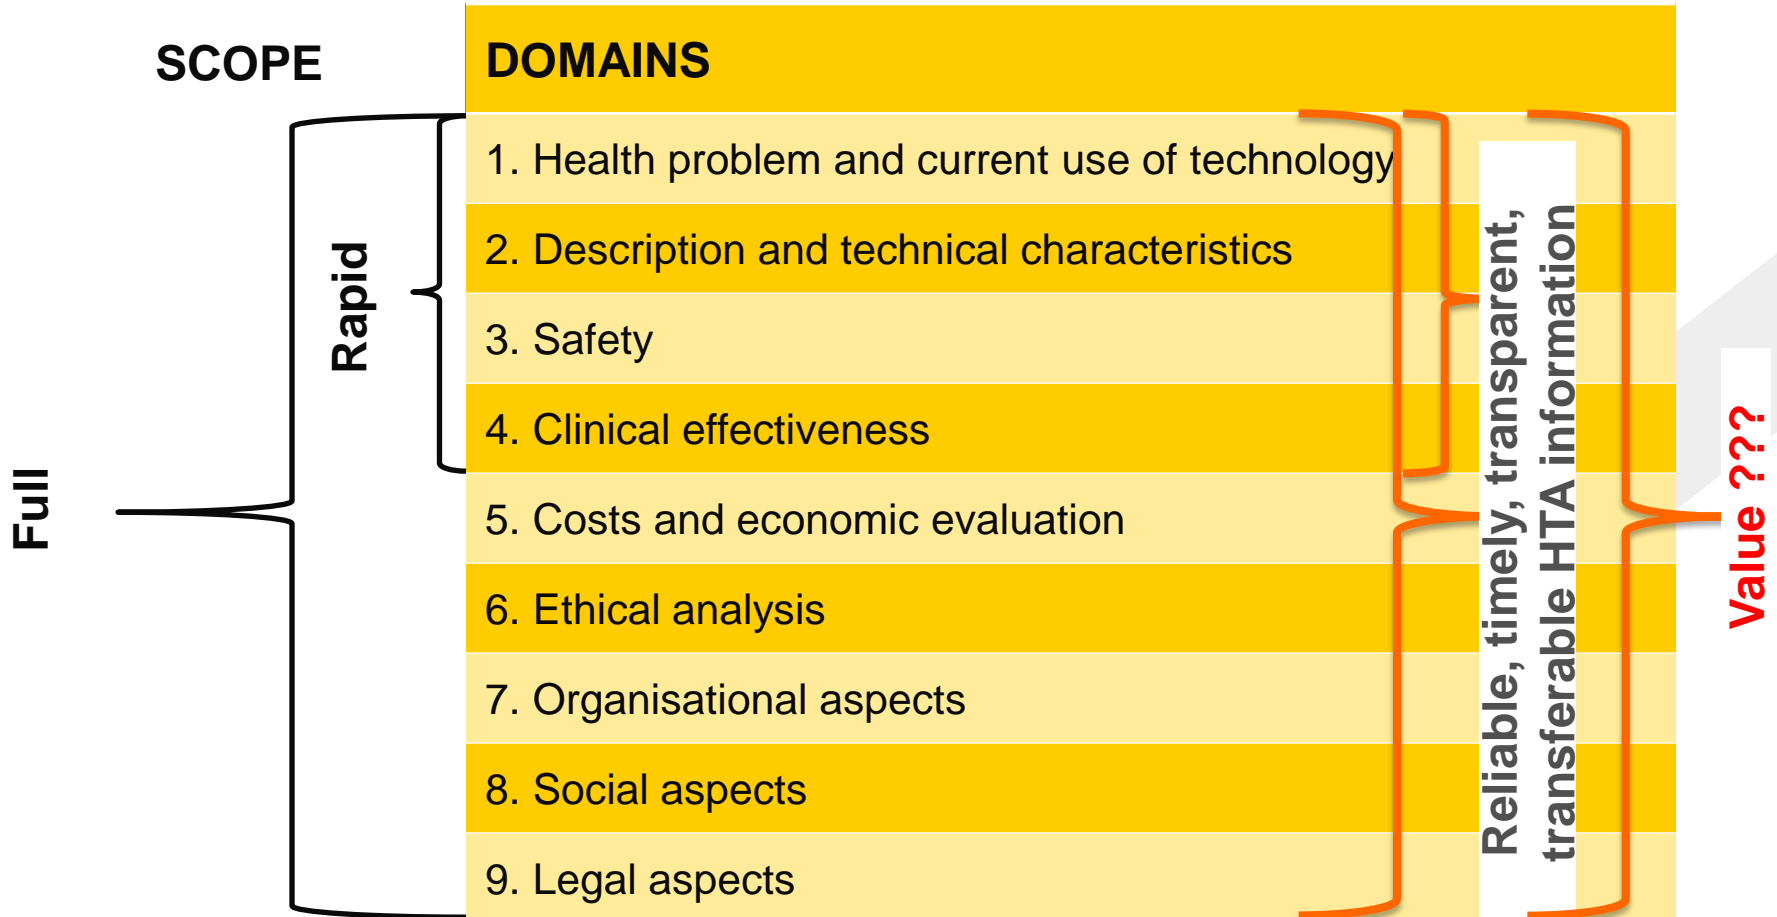 SCOPE
DOMAINS
Full
Rapid
1. Health problem and current use of technology
2. Description and technical characteristics
3. Safety
4. Clinical effectiveness
5. Costs and economic evaluation
6. Ethical analysis
7. Organisational aspects
8. Social aspects
9. Legal aspects
Reliable, timely, transparent,
transferable HTA information
Value ???